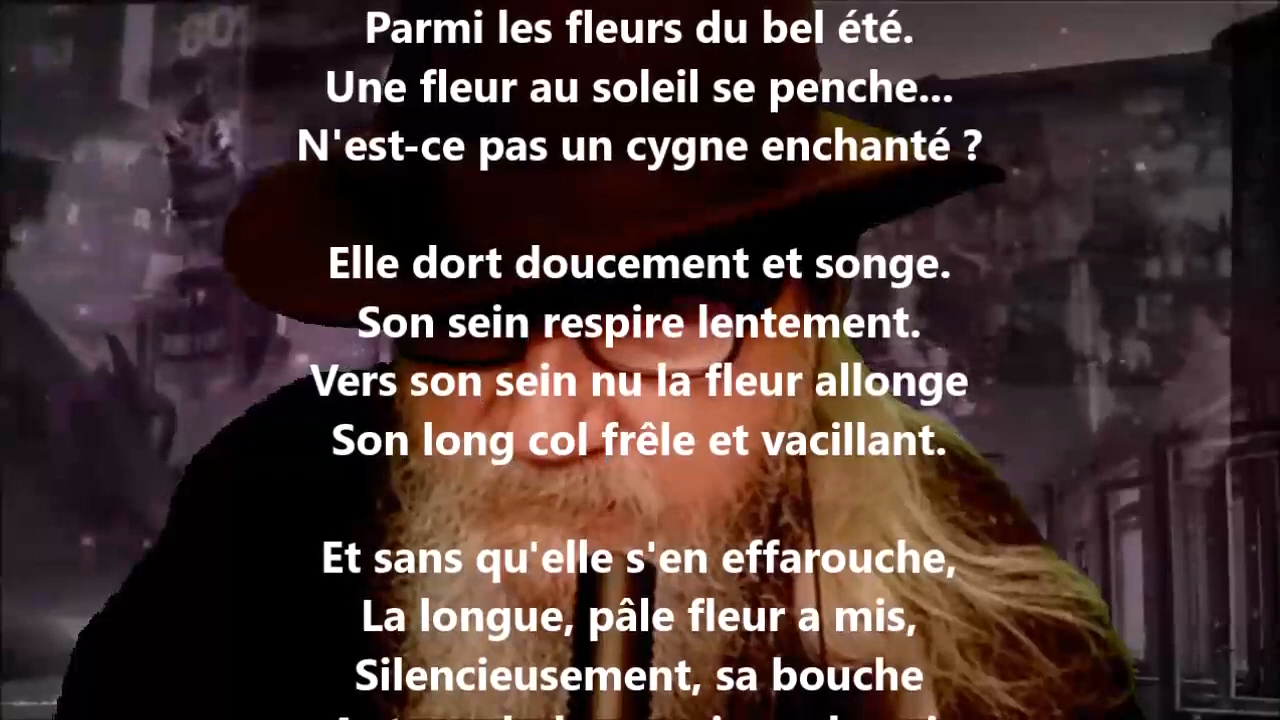 Parmi les fleurs du bel été.
Une fleur au soleil se penche...
N'est-ce pas un cygne enchanté ?
Elle dort doucement et songe.
Son sein respire lentement.
Vers son sein nu la fleur allonge
Son long col frêle et vacillant.
Et sans qu'elle s'en effarouche,
La longue, pâle fleur a mis,
Silencieusement, sa bouche